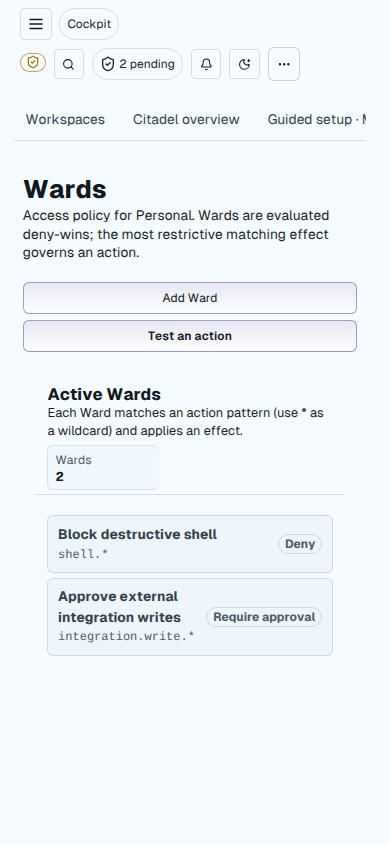 Cockpit
2 pending
Workspaces Citadel overview Guided setup ·
Wards
Access policy for Personal. Wards are evaluated
deny-wins; the most restrictive matching effect
governs an action.
Add Ward
Test an action
Active Wards
Each Ward matches an action pattern (use * as
a wildcard) and applies an effect.
Wards
2
Block destructive shell
Deny
shell.*
Approve external
integration writes
Require approval
integration.write.*